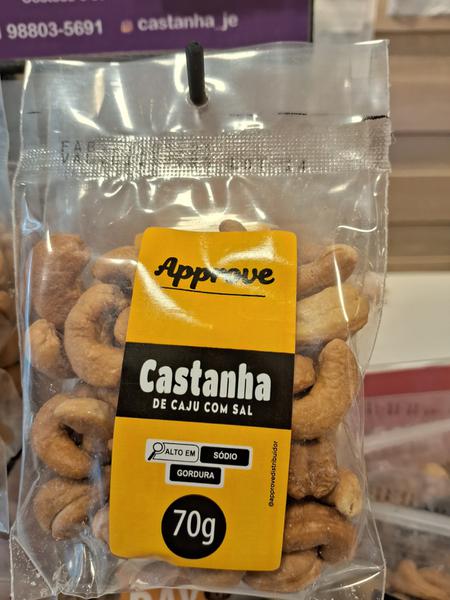 98803-5691 castanha_je
Approve
Castanha
DE CAJU COM SAL
ALTO EM SÓDIO
GORDURA
@approvedistribuidor
70g